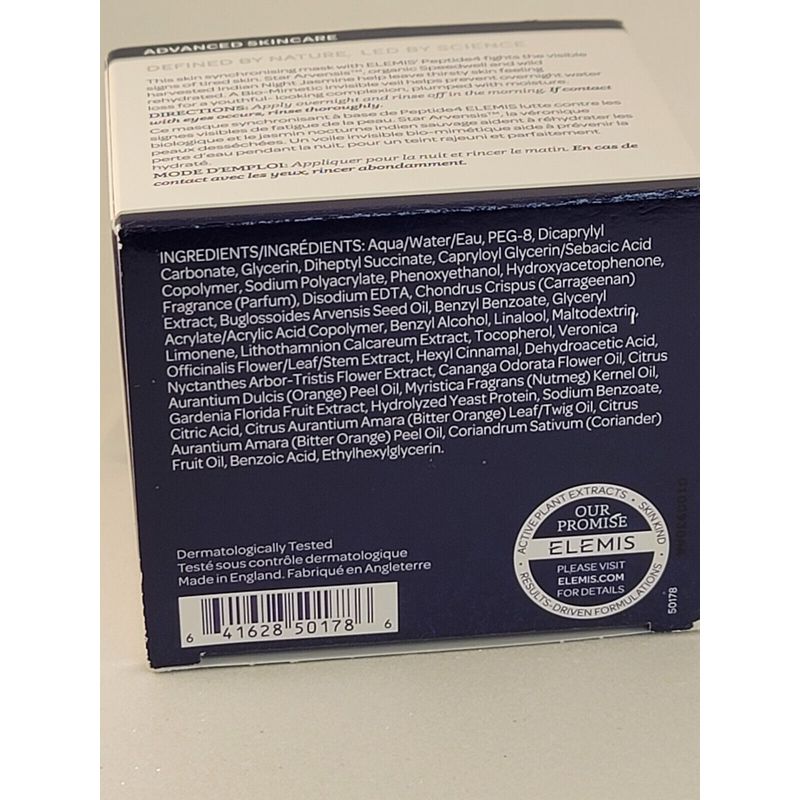 ADVANCED SKINCARE
DEFINED BY NATURE, LED BY SCIENCE
This skin synchronising mask with ELEMIS' Peptide4 fights the visible
signs of tired skin. Star Arvensis™, organic Speedwell and wild
harvested Indian Night Jasmine help leave thirsty skin feeling
rehydrated. A Bio-Mimetic invisible veil helps prevent overnight water
loss for a youthful-looking complexion, plumped with moisture.
DIRECTIONS: Apply overnight and rinse off in the morning. If contact
with eyes occurs, rinse thoroughly.
Ce masque synchronisant à base de Peptide4 ELEMIS lutte contre les
signes visibles de fatigue de la peau. Star Arvensis™, la véronique
biologique et le jasmin nocturne indien sauvage aident à réhydrater les
peaux desséchées. Un voile invisible bio-mimétique aide à prévenir la
perte d'eau pendant la nuit, pour un teint rajeuni et parfaitement
hydraté.
MODE D'EMPLOI: Appliquer pour la nuit et rincer le matin. En cas de
contact avec les yeux, rincer abondamment.
INGREDIENTS/INGRÉDIENTS: Aqua/Water/Eau, PEG-8, Dicaprylyl
Carbonate, Glycerin, Diheptyl Succinate, Capryloyl Glycerin/Sebacic Acid
Copolymer, Sodium Polyacrylate, Phenoxyethanol, Hydroxyacetophenone,
Fragrance (Parfum), Disodium EDTA, Chondrus Crispus (Carrageenan)
Extract, Buglossoides Arvensis Seed Oil, Benzyl Benzoate, Glyceryl
Acrylate/Acrylic Acid Copolymer, Benzyl Alcohol, Linalool, Maltodextrin,
Limonene, Lithothamnion Calcareum Extract, Tocopherol, Veronica
Officinalis Flower/Leaf/Stem Extract, Hexyl Cinnamal, Dehydroacetic Acid,
Nyctanthes Arbor-Tristis Flower Extract, Cananga Odorata Flower Oil, Citrus
Aurantium Dulcis (Orange) Peel Oil, Myristica Fragrans (Nutmeg) Kernel Oil,
Gardenia Florida Fruit Extract, Hydrolyzed Yeast Protein, Sodium Benzoate,
Citric Acid, Citrus Aurantium Amara (Bitter Orange) Leaf/Twig Oil, Citrus
Aurantium Amara (Bitter Orange) Peel Oil, Coriandrum Sativum (Coriander)
Fruit Oil, Benzoic Acid, Ethylhexylglycerin.
Dermatologically Tested
Testé sous contrôle dermatologique
Made in England. Fabriqué en Angleterre
6 41628 50178 6
ACTIVE PLANT EXTRACTS • SKIN KIND •
RESULTS-DRIVEN FORMULATIONS •
OUR
PROMISE
ELEMIS
PLEASE VISIT
ELEMIS.COM
FOR DETAILS
50178